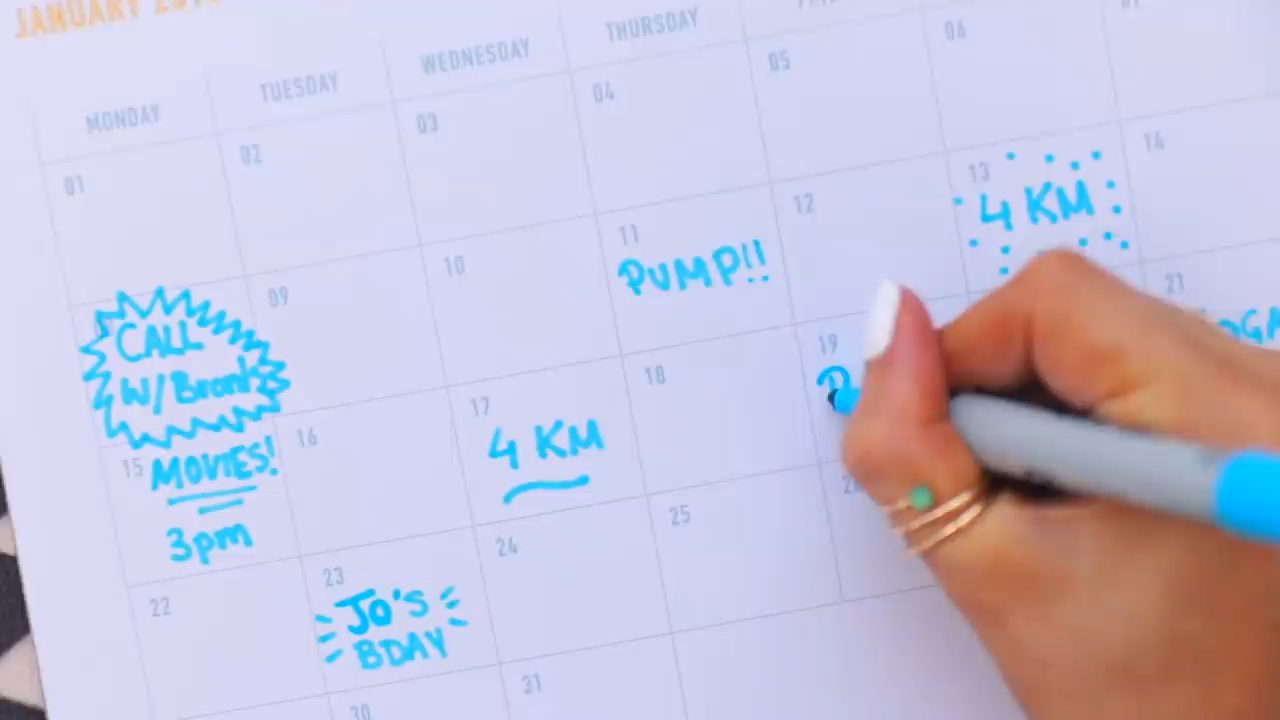 MONDAY
TUESDAY
WEDNESDAY
THURSDAY
JANUARY
01
02
03
04
05
06
CALL
W/
09
10
11
PUMP!!
12
13
4 KM
14
15
MOVIES!
3pm
16
17
4 KM
18
19
21
22
23
JO'S
BDAY
24
25
30
31